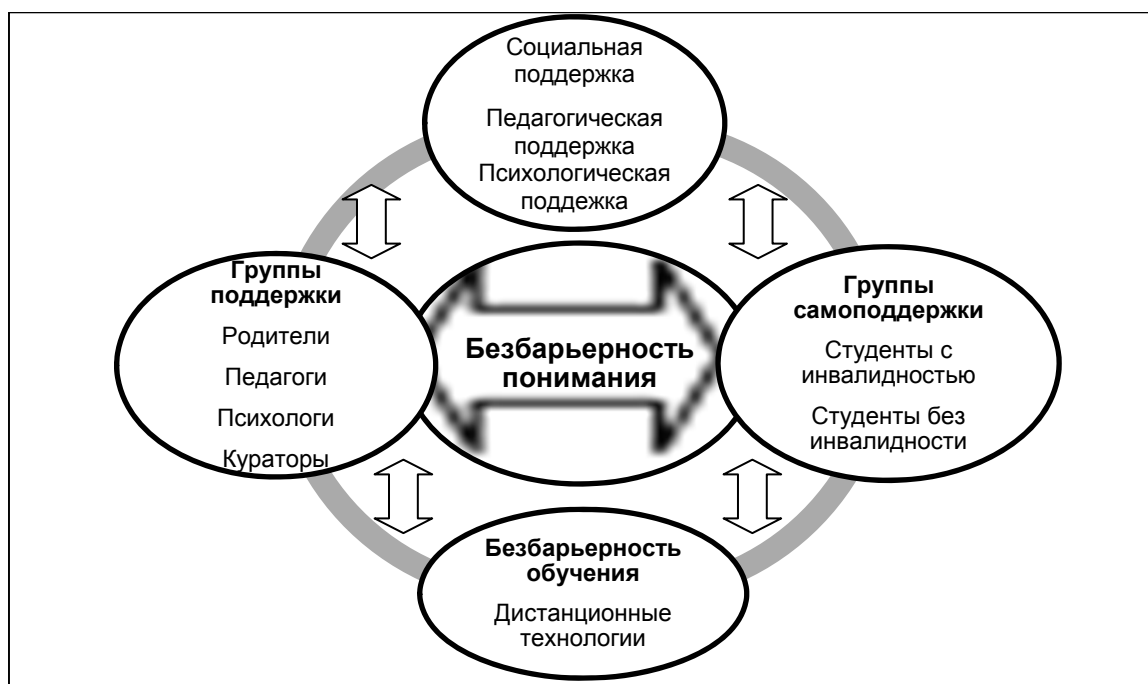 Социальная
поддержка
Педагогическая
поддержка
Психологическая
поддежка
Группы
поддержки
Родители
Педагоги
Психологи
Кураторы
Безбарьерность
понимания
Группы
самоподдержки
Студенты с
инвалидностью
Студенты без
инвалидности
Безбарьерность
обучения
Дистанционные
технологии